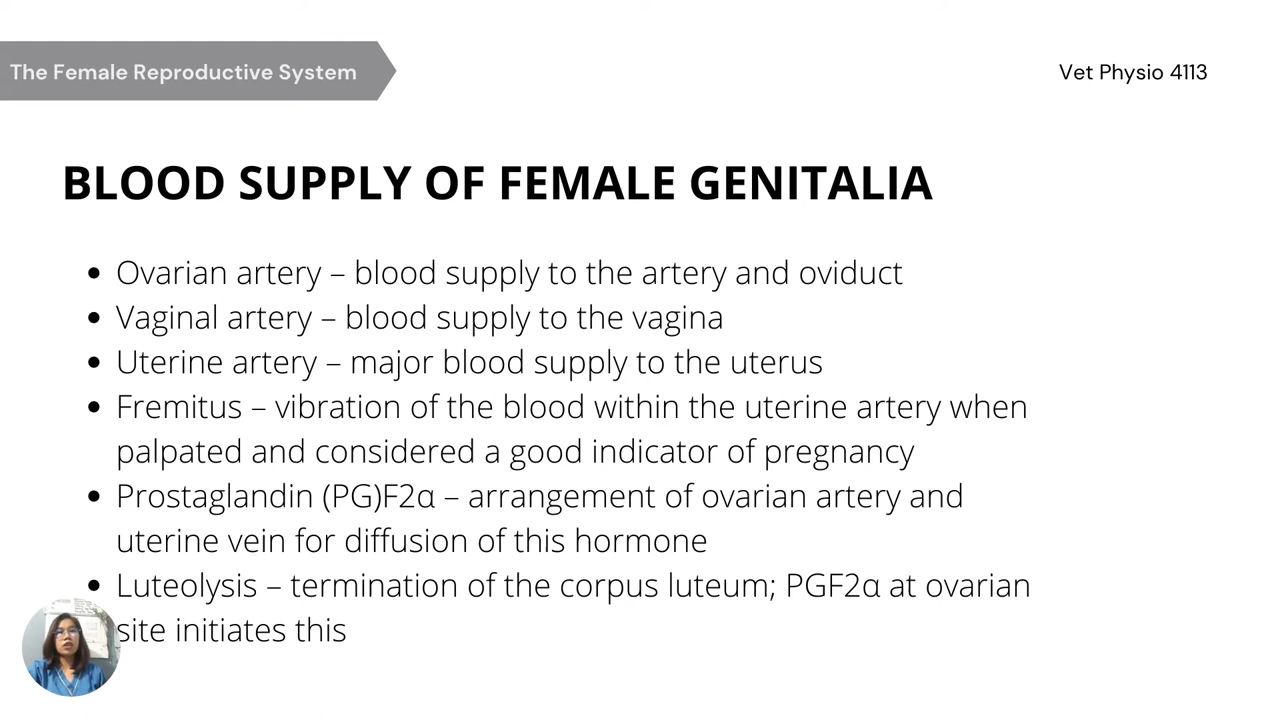 The Female Reproductive System
Vet Physio 4113
BLOOD SUPPLY OF FEMALE GENITALIA
• Ovarian artery – blood supply to the artery and oviduct
• Vaginal artery – blood supply to the vagina
• Uterine artery – major blood supply to the uterus
• Fremitus – vibration of the blood within the uterine artery when
palpated and considered a good indicator of pregnancy
• Prostaglandin (PG)F2α – arrangement of ovarian artery and
uterine vein for diffusion of this hormone
• Luteolysis – termination of the corpus luteum; PGF2α at ovarian
site initiates this